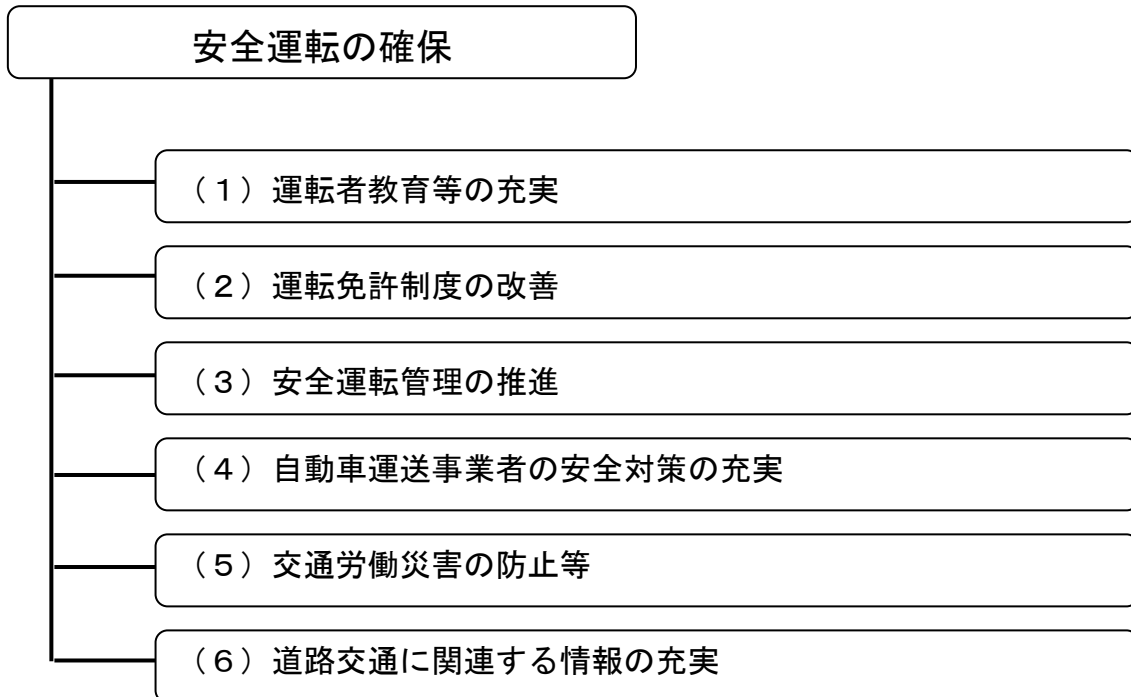 安全運転の確保
（１）運転者教育等の充実
（２）運転免許制度の改善
（３）安全運転管理の推進
（４）自動車運送事業者の安全対策の充実
（５）交通労働災害の防止等
（６）道路交通に関連する情報の充実